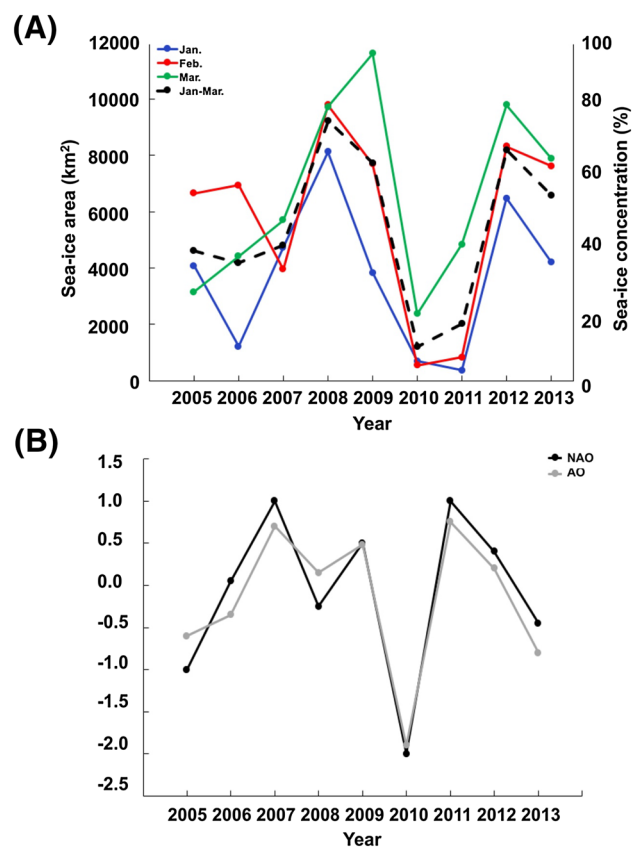 (A)
12000
10000
8000
6000
4000
2000
0
Sea-ice area (km²)
Jan.
Feb.
Mar.
Jan-Mar.
100
80
60
40
20
0
Sea-ice concentration (%)
2005 2006 2007 2008 2009 2010 2011 2012 2013
Year
(B)
1.5
1.0
0.5
0.0
-0.5
-1.0
-1.5
-2.0
-2.5
NAO
AO
2005 2006 2007 2008 2009 2010 2011 2012 2013
Year